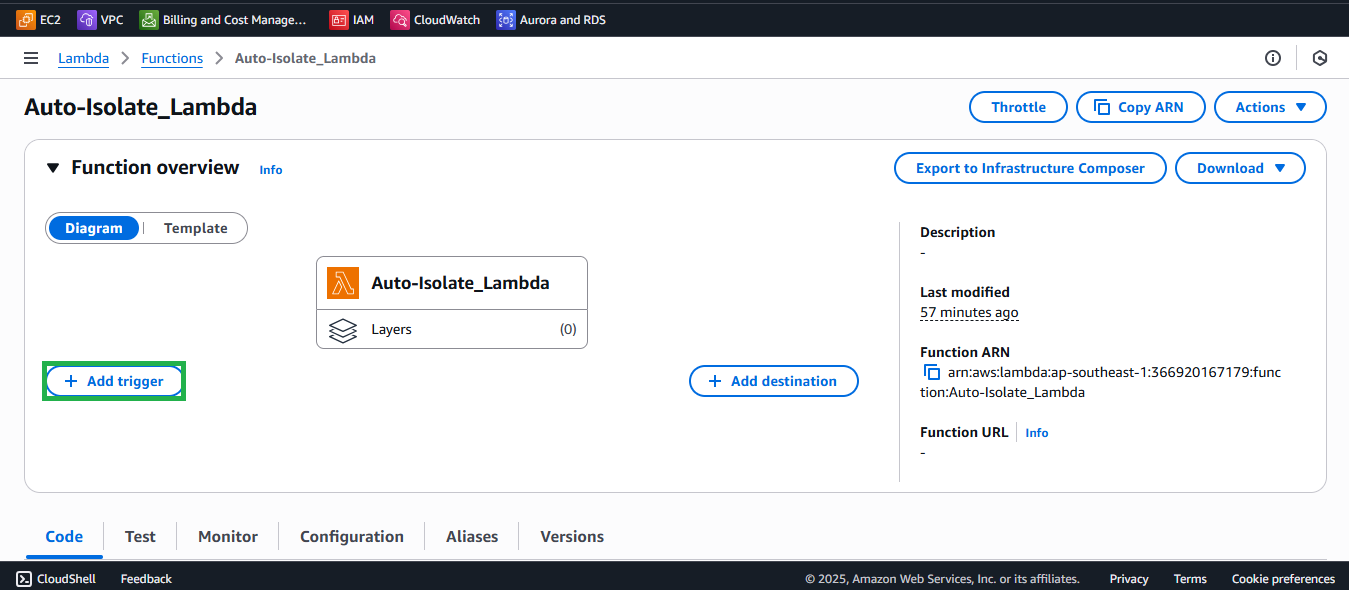 EC2 VPC Billing and Cost Manage... IAM CloudWatch Aurora and RDS
Lambda Functions Auto-Isolate_Lambda
Auto-Isolate_Lambda
Throttle Copy ARN Actions
Function overview Info
Export to Infrastructure Composer Download
Diagram Template
Auto-Isolate_Lambda
Layers (0)
+ Add trigger
+ Add destination
Description
-
Last modified
57 minutes ago
Function ARN
arn:aws:lambda:ap-southeast-1:366920167179:func
tion:Auto-Isolate_Lambda
Function URL Info
-
Code Test Monitor Configuration Aliases Versions
CloudShell Feedback © 2025, Amazon Web Services, Inc. or its affiliates. Privacy Terms Cookie preferences